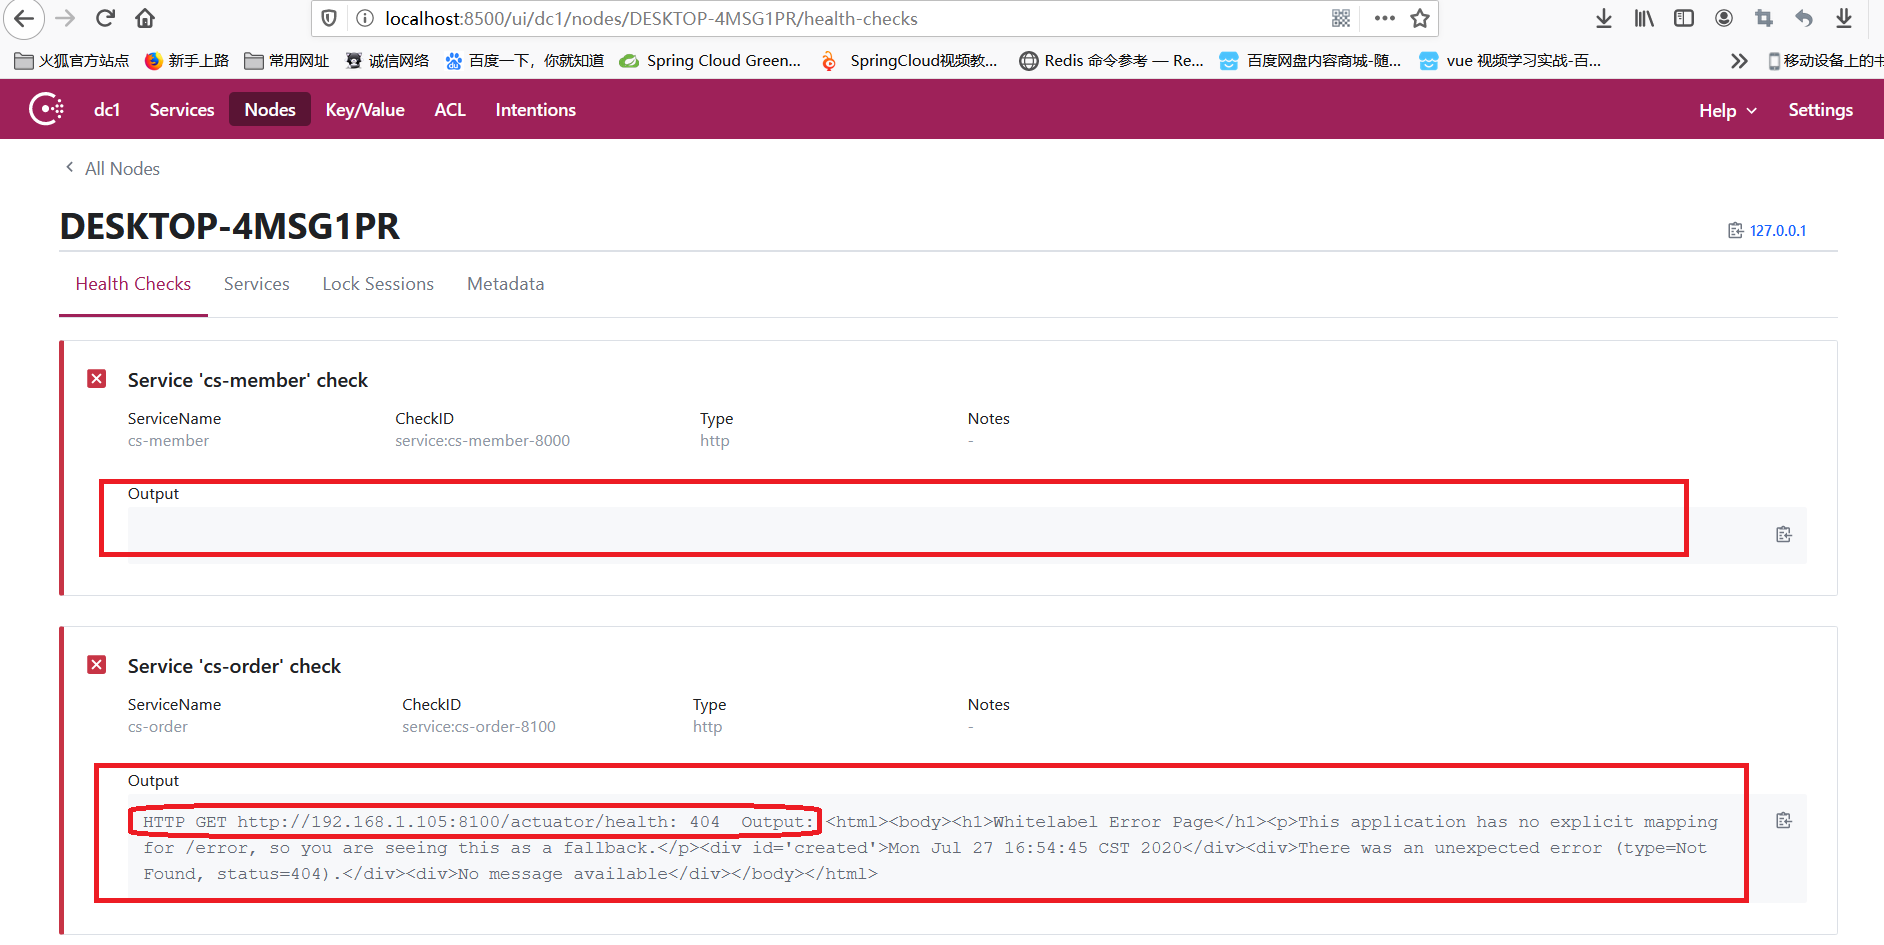 localhost:8500/ui/dc1/nodes/DESKTOP-4MSG1PR/health-checks
火狐官方站点 新手上路 常用网址 诚信网络 百度一下，你就知道 Spring Cloud Green... SpringCloud视频教... Redis 命令参考 — Re... 百度网盘内容商城-随... vue 视频学习实战-百... 移动设备上的书
dc1 Services Nodes Key/Value ACL Intentions Help Settings
All Nodes
DESKTOP-4MSG1PR
127.0.0.1
Health Checks Services Lock Sessions Metadata
Service 'cs-member' check
ServiceName CheckID Type Notes
cs-member service:cs-member-8000 http -
Output
Service 'cs-order' check
ServiceName CheckID Type Notes
cs-order service:cs-order-8100 http -
Output
HTTP GET http://192.168.1.105:8100/actuator/health: 404  Output: <html><body><h1>Whitelabel Error Page</h1><p>This application has no explicit mapping
for /error, so you are seeing this as a fallback.</p><div id='created'>Mon Jul 27 16:54:45 CST 2020</div><div>There was an unexpected error (type=Not
Found, status=404).</div><div>No message available</div></body></html>